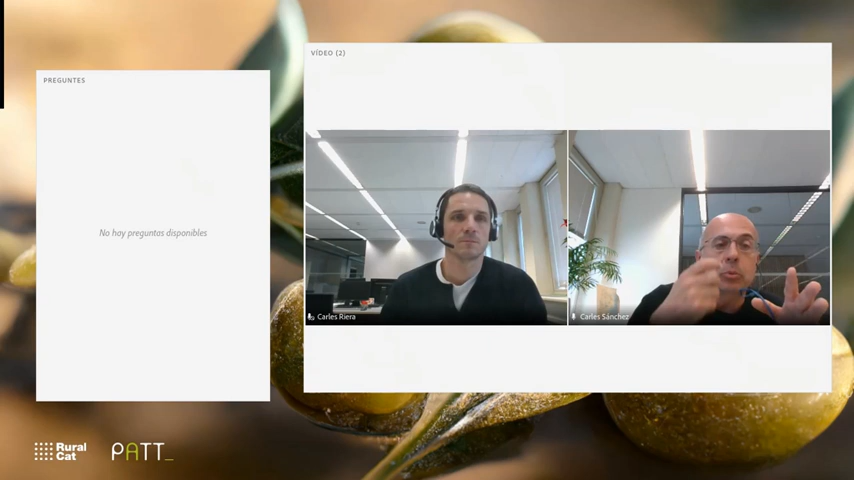 PREGUNTES
No hay preguntas disponibles
VÍDEO (2)
Carles Riera
Carles Sánchez
Rural
Cat
PATT_